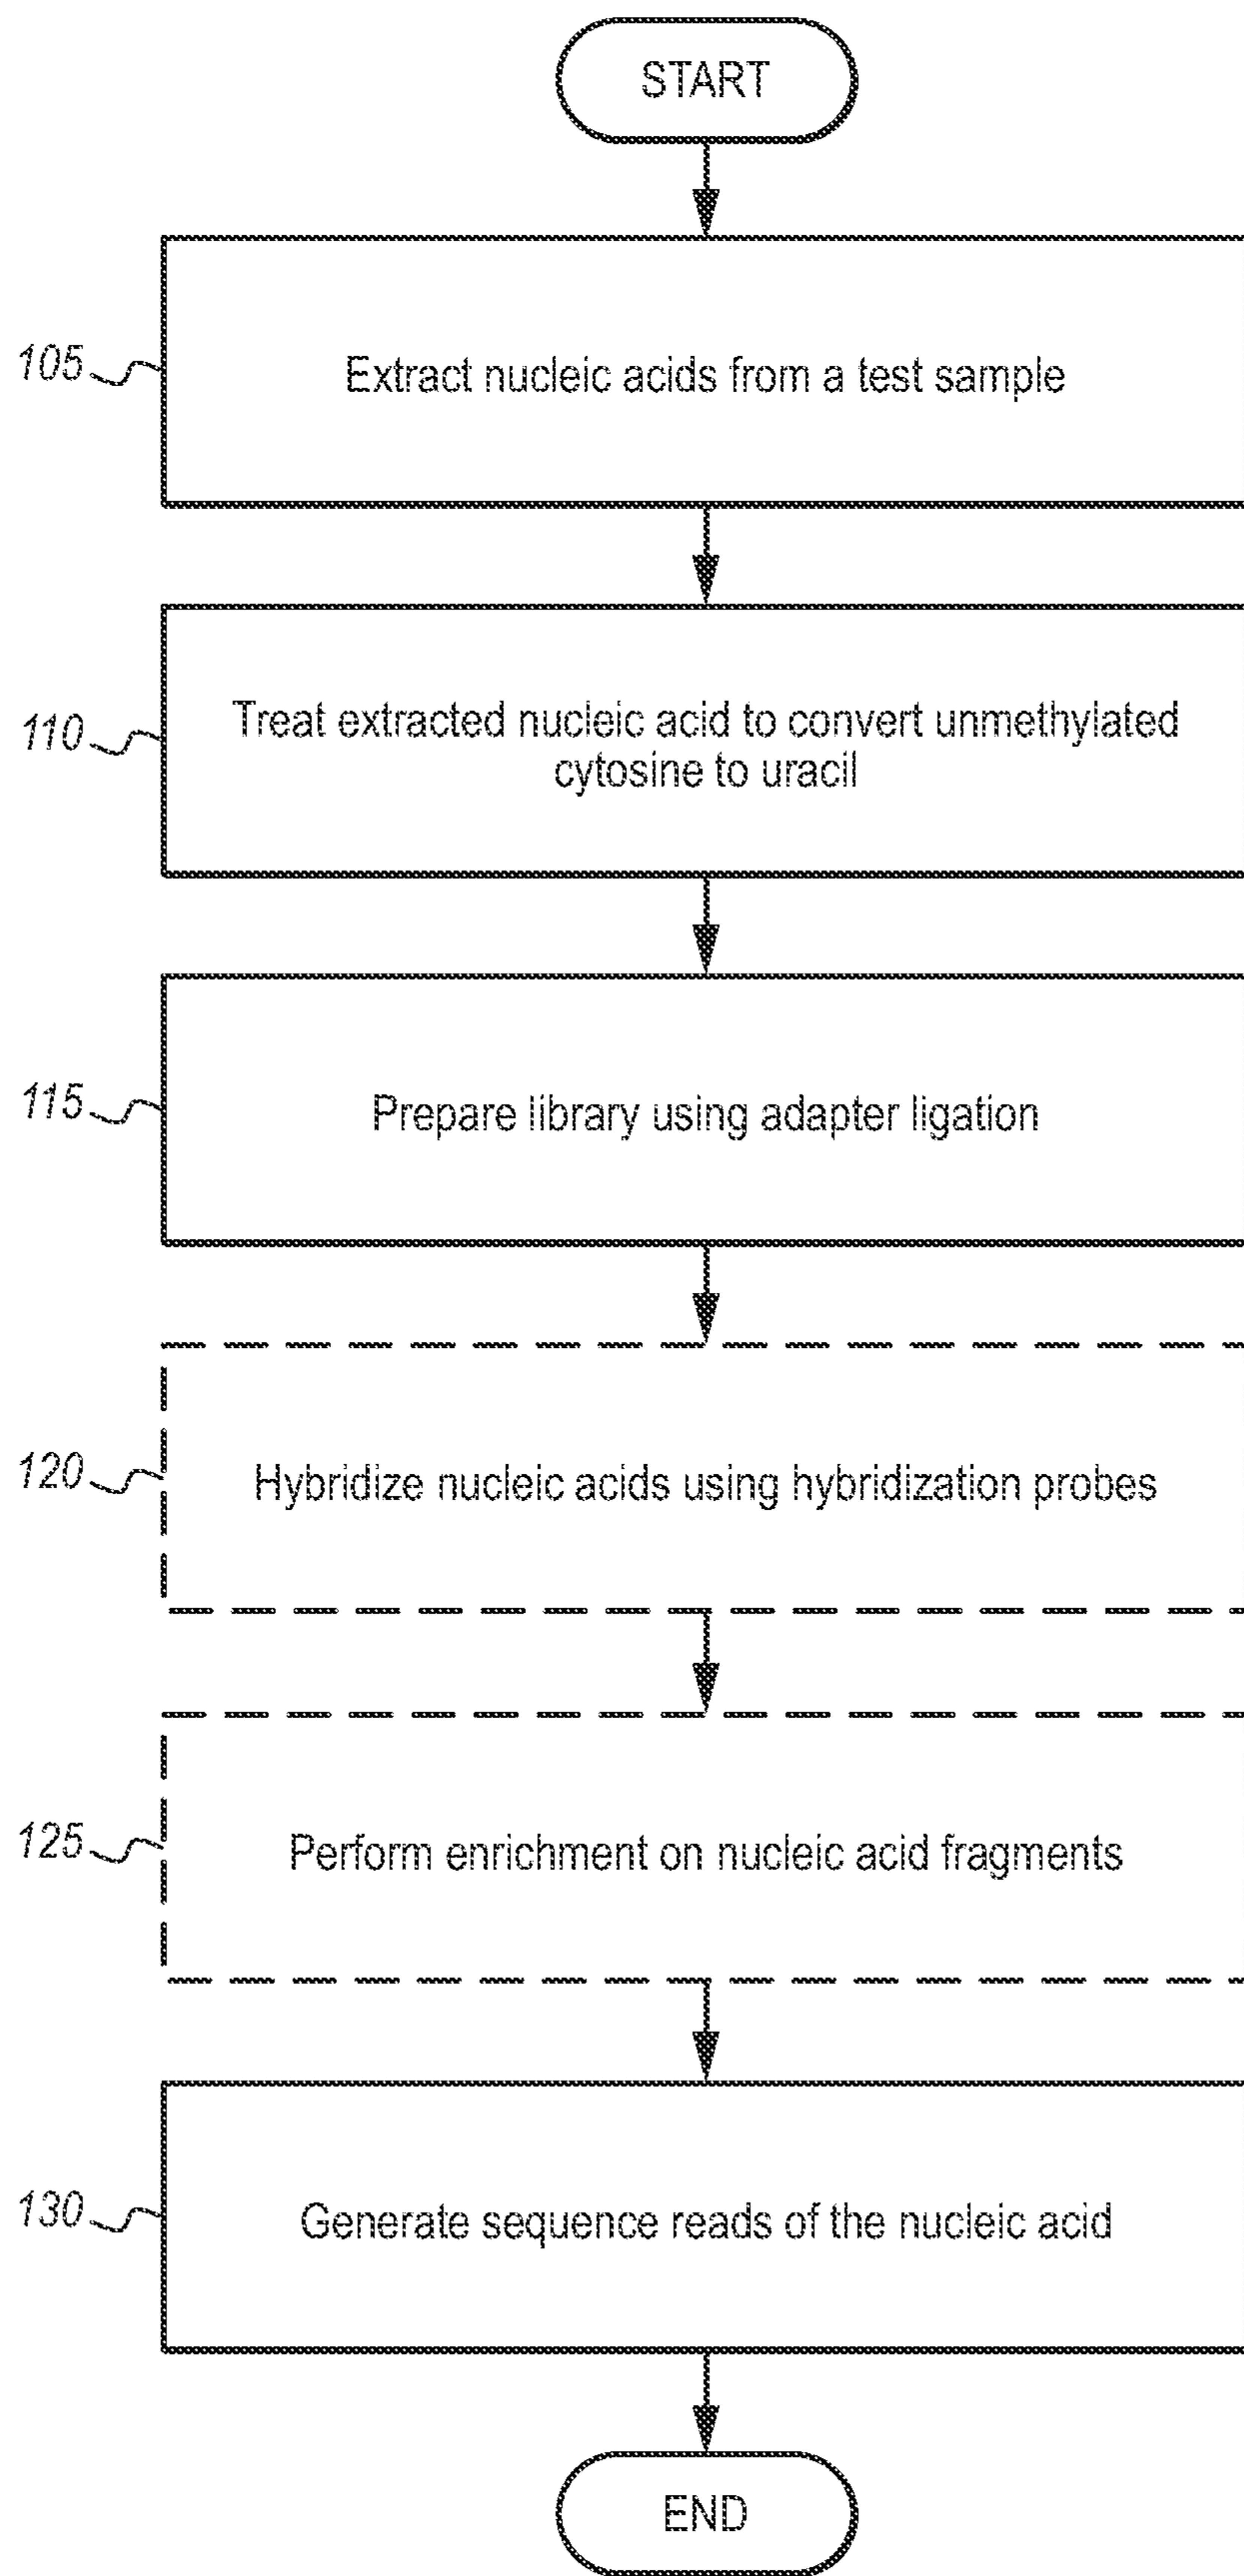 START
105
Extract nucleic acids from a test sample
110
Treat extracted nucleic acid to convert unmethylated
cytosine to uracil
115
Prepare library using adapter ligation
120
Hybridize nucleic acids using hybridization probes
125
Perform enrichment on nucleic acid fragments
130
Generate sequence reads of the nucleic acid
END